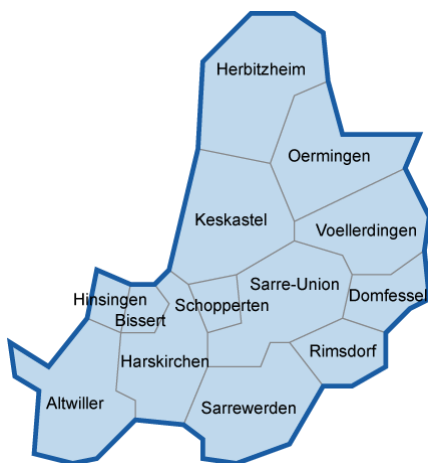 Herbitzheim
Oermingen
Keskastel
Voellerdingen
Sarre-Union
Hinsingen
Schopperten
Domfessel
Bissert
Harskirchen
Rimsdorf
Altwiller
Sarrewerden